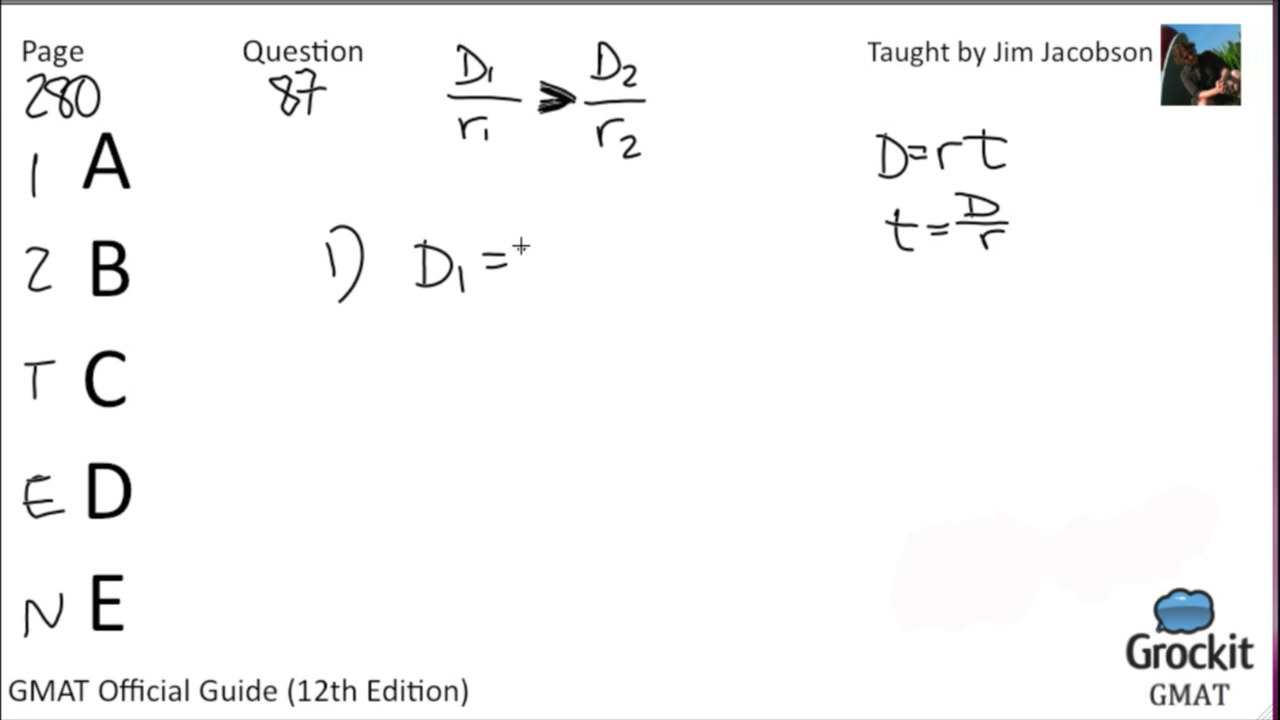 Page Question Taught by Jim Jacobson
280 87
D₁/r₁ > D₂/r₂
D=rt
t=D/r
1 A
2 B
T C
E D
N E
1) D₁ =
Grockit
GMAT
GMAT Official Guide (12th Edition)